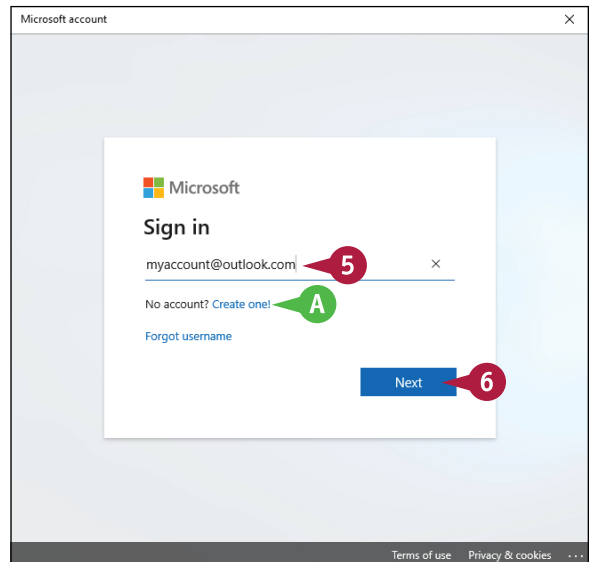 Microsoft account
Microsoft
Sign in
myaccount@outlook.com 5
No account? Create one! A
Forgot username
Next 6
Terms of use Privacy & cookies ...